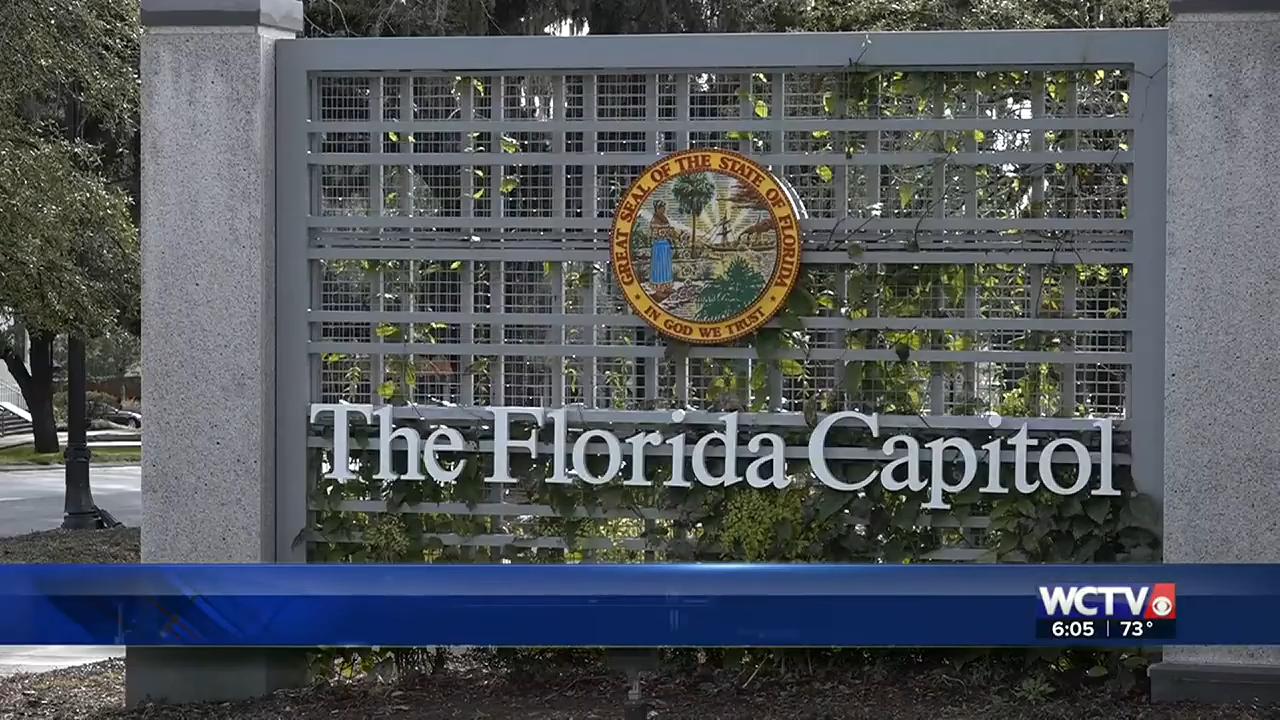 GREAT SEAL OF THE STATE OF FLORIDA
IN GOD WE TRUST
The Florida Capitol
WCTV
6:05 | 73°